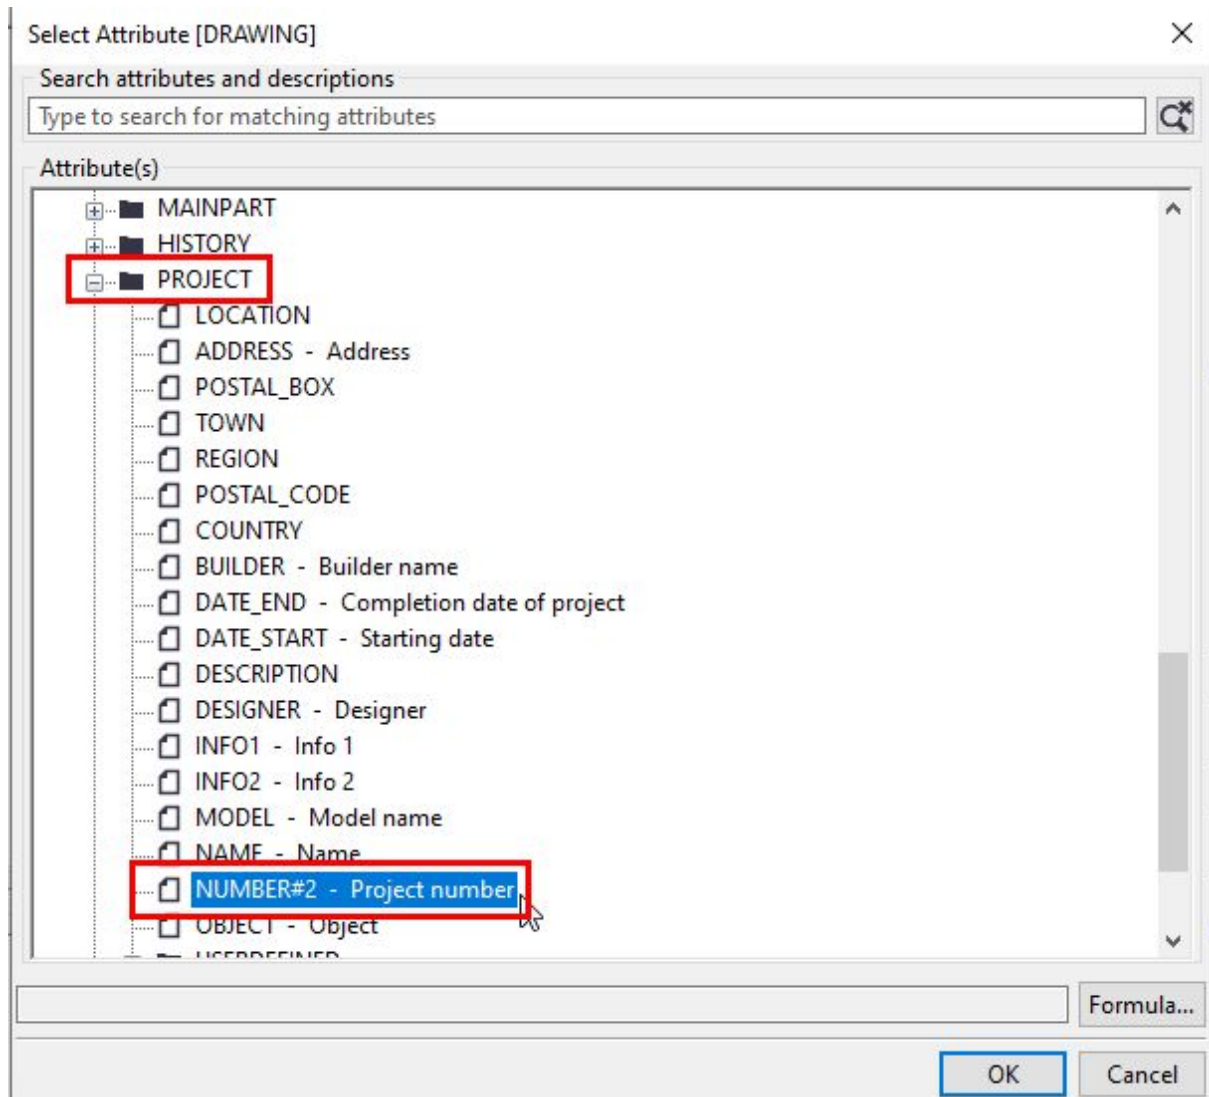 Select Attribute [DRAWING]
Search attributes and descriptions
Type to search for matching attributes
Attribute(s)
MAINPART
HISTORY
PROJECT
LOCATION
ADDRESS - Address
POSTAL_BOX
TOWN
REGION
POSTAL_CODE
COUNTRY
BUILDER - Builder name
DATE_END - Completion date of project
DATE_START - Starting date
DESCRIPTION
DESIGNER - Designer
INFO1 - Info 1
INFO2 - Info 2
MODEL - Model name
NAME - Name
NUMBER#2 - Project number
OBJECT - Object
USERDEFINED
Formula...
OK Cancel